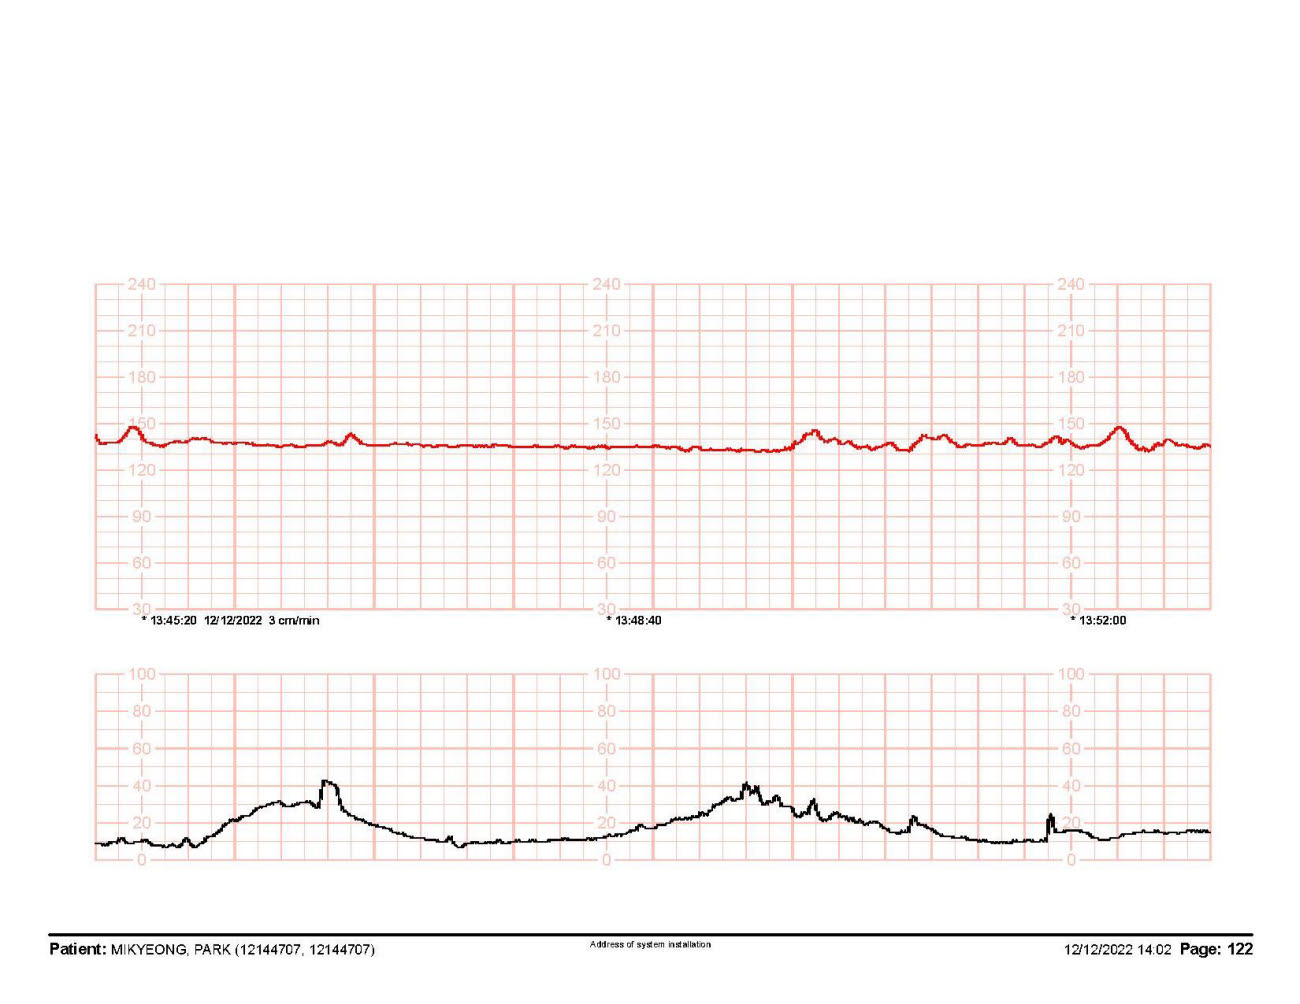 240 240 240
210 210 210
180 180 180
150 150 150
120 120 120
90 90 90
60 60 60
30 30 30
* 13:45:20 12/12/2022 3 cm/min * 13:48:40 * 13:52:00
100 100 100
80 80 80
60 60 60
40 40 40
20 20 20
0 0 0
Patient: MIKYEONG, PARK (12144707, 12144707) Address of system installation 12/12/2022 14:02 Page: 122